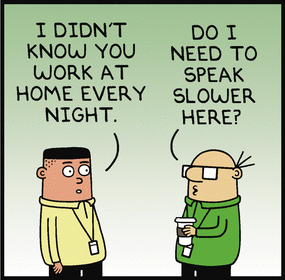 I DIDN'T
KNOW YOU
WORK AT
HOME EVERY
NIGHT.
DO I
NEED TO
SPEAK
SLOWER
HERE?